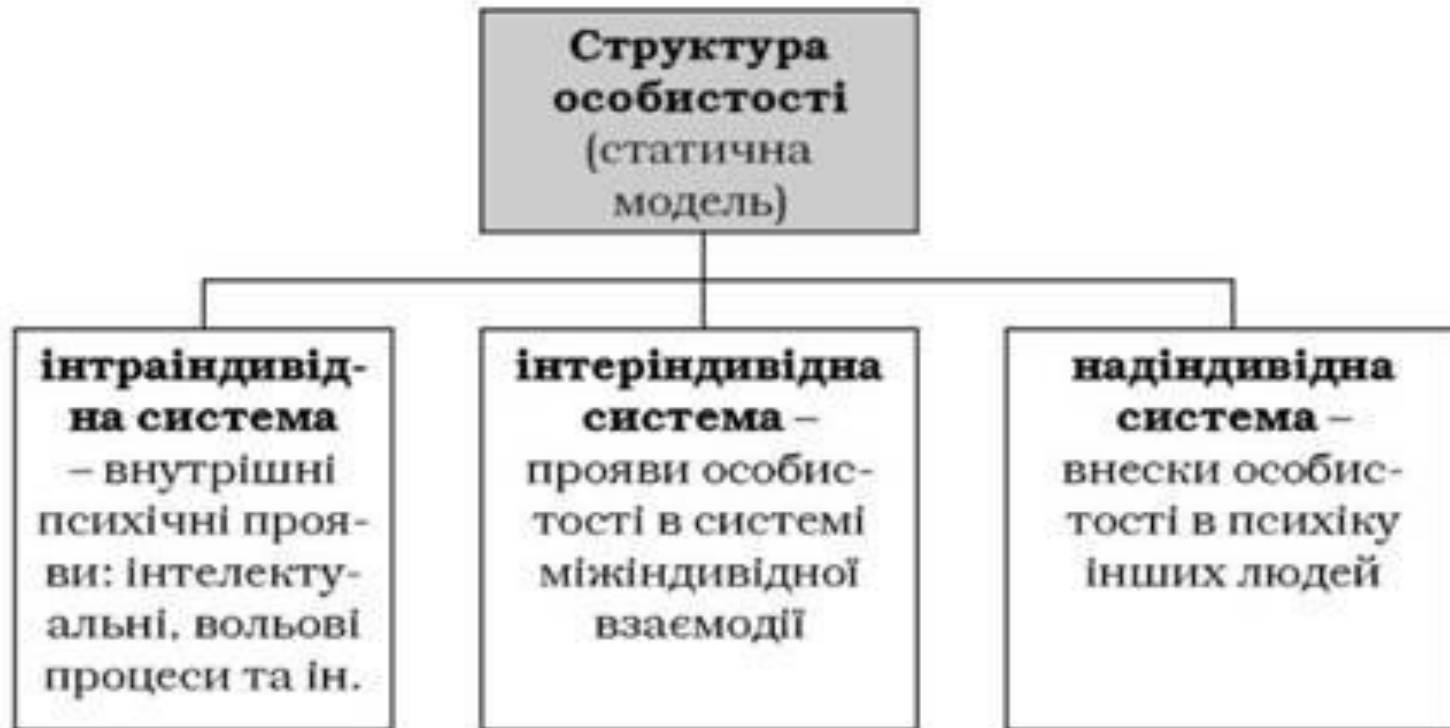 Структура
особистості
(статична
модель)
інтраіндивід-
на система
– внутрішні
психічні проя-
ви: інтелекту-
альні, вольові
процеси та ін.
інтеріндивідна
система –
прояви особис-
тості в системі
міжіндивідної
взаємодії
надіндивідна
система –
внески особис-
тості в психіку
інших людей